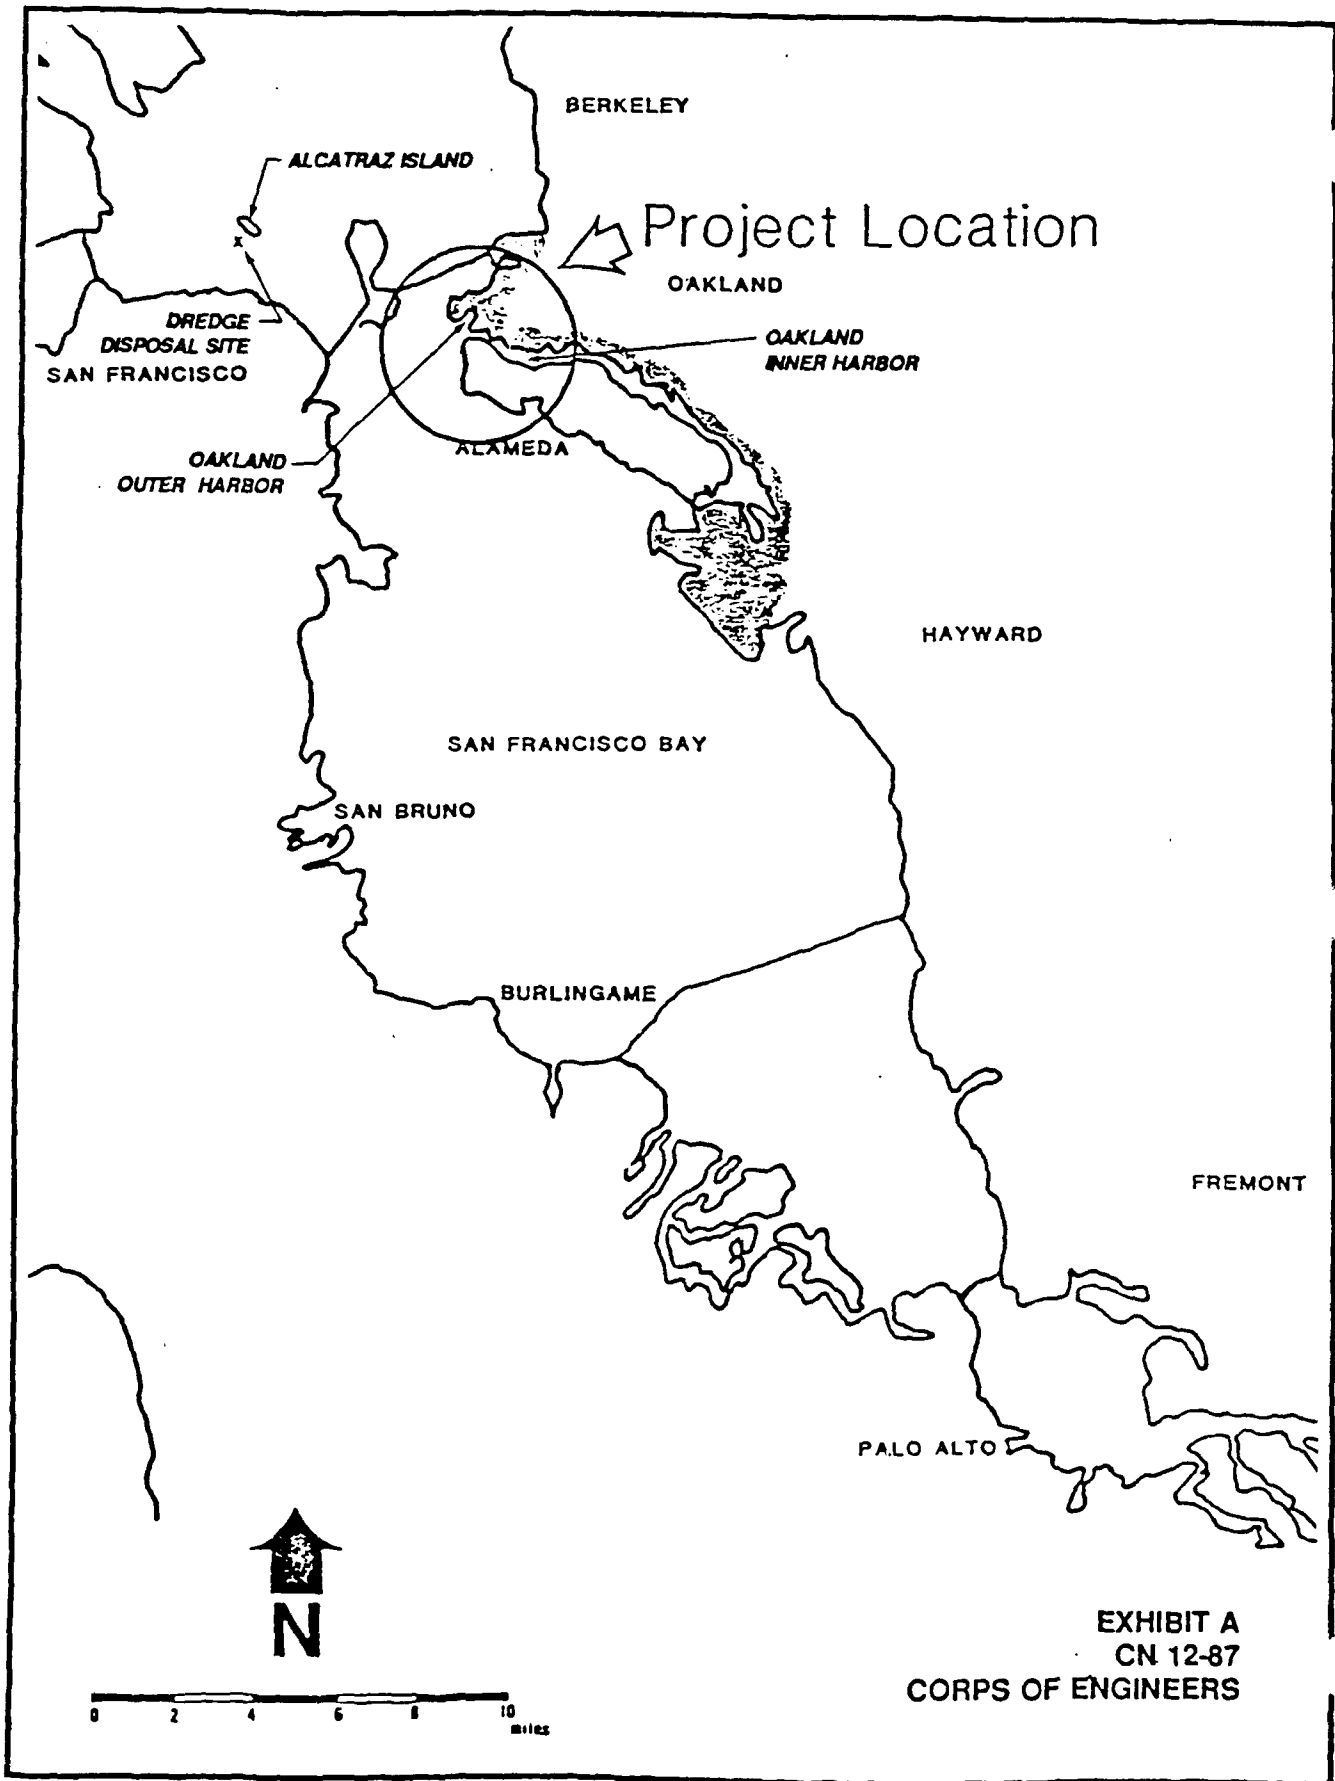 BERKELEY
ALCATRAZ ISLAND
Project Location
OAKLAND
DREDGE
DISPOSAL SITE
SAN FRANCISCO
OAKLAND
INNER HARBOR
ALAMEDA
OAKLAND
OUTER HARBOR
HAYWARD
SAN FRANCISCO BAY
SAN BRUNO
BURLINGAME
FREMONT
PALO ALTO
N
0 2 4 6 8 10
miles
EXHIBIT A
CN 12-87
CORPS OF ENGINEERS
x